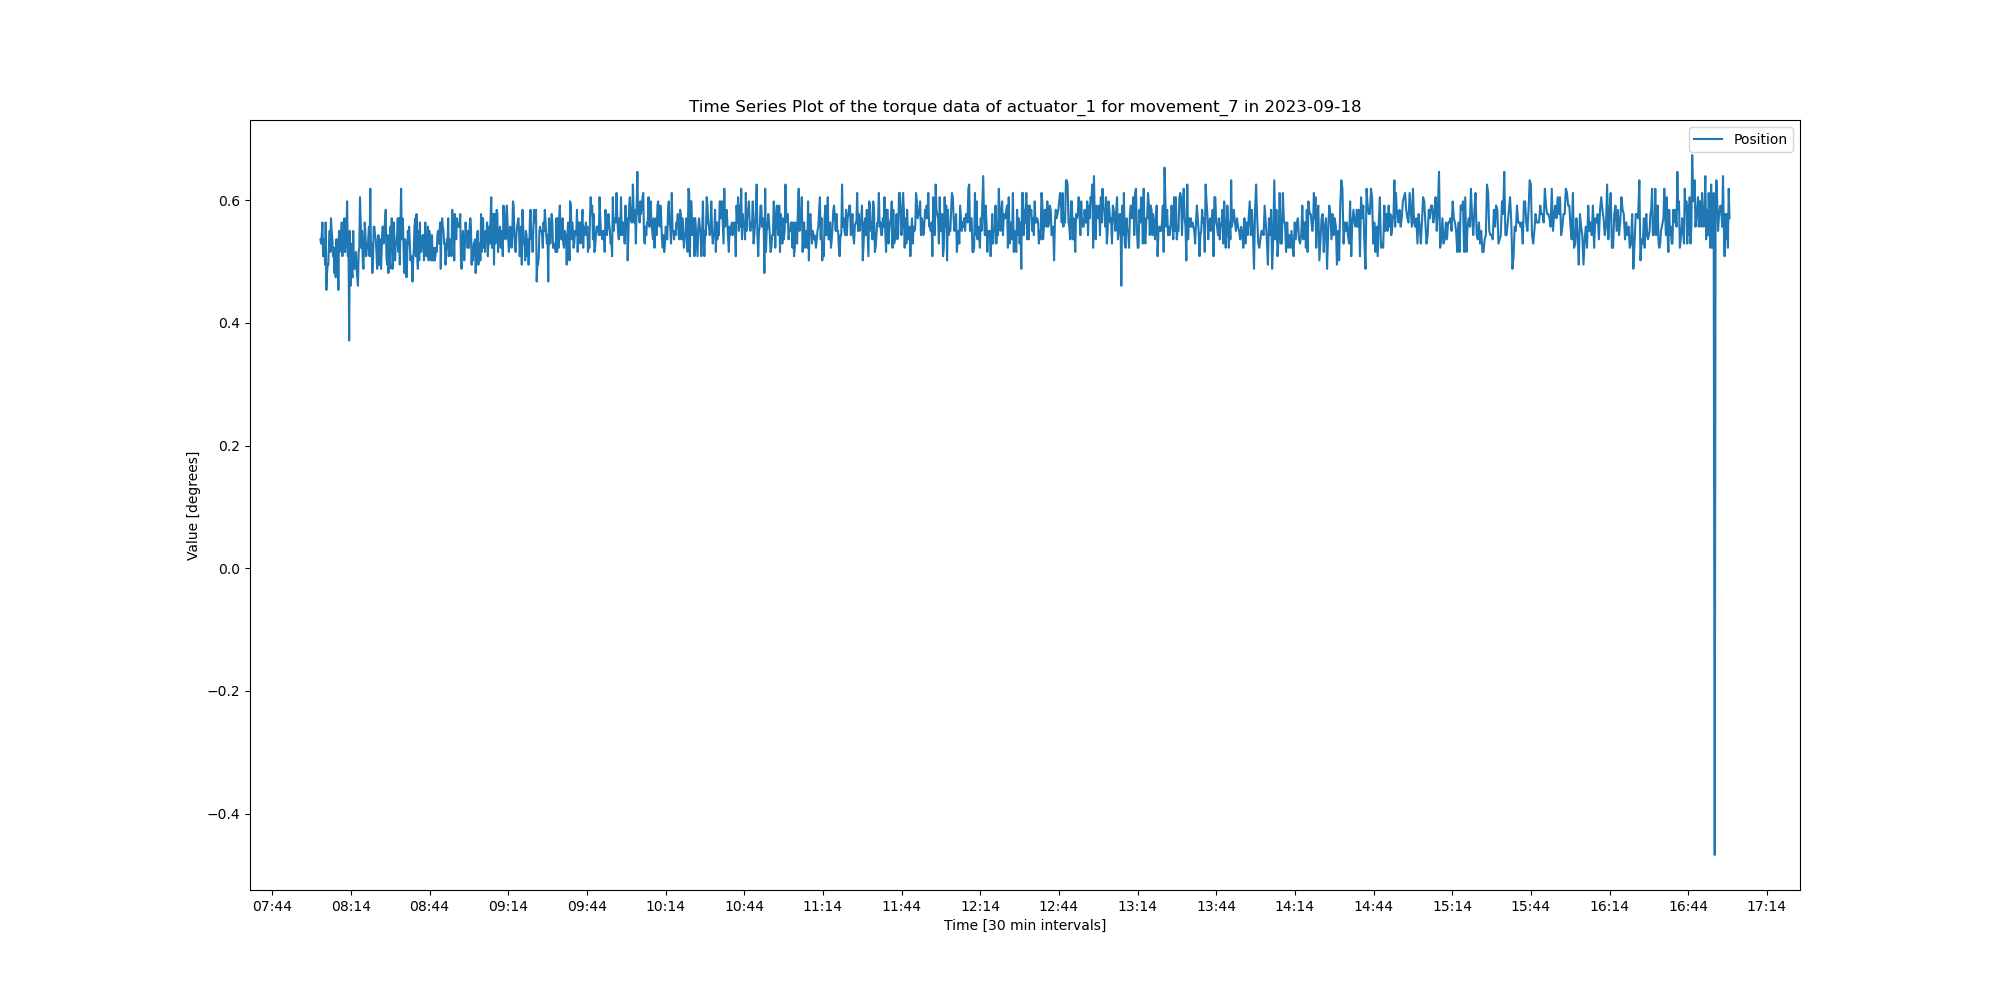 Time Series Plot of the torque data of actuator_1 for movement_7 in 2023-09-18
Position
0.6
0.4
0.2
0.0
−0.2
−0.4
Value [degrees]
07:44 08:14 08:44 09:14 09:44 10:14 10:44 11:14 11:44 12:14 12:44 13:14 13:44 14:14 14:44 15:14 15:44 16:14 16:44 17:14
Time [30 min intervals]